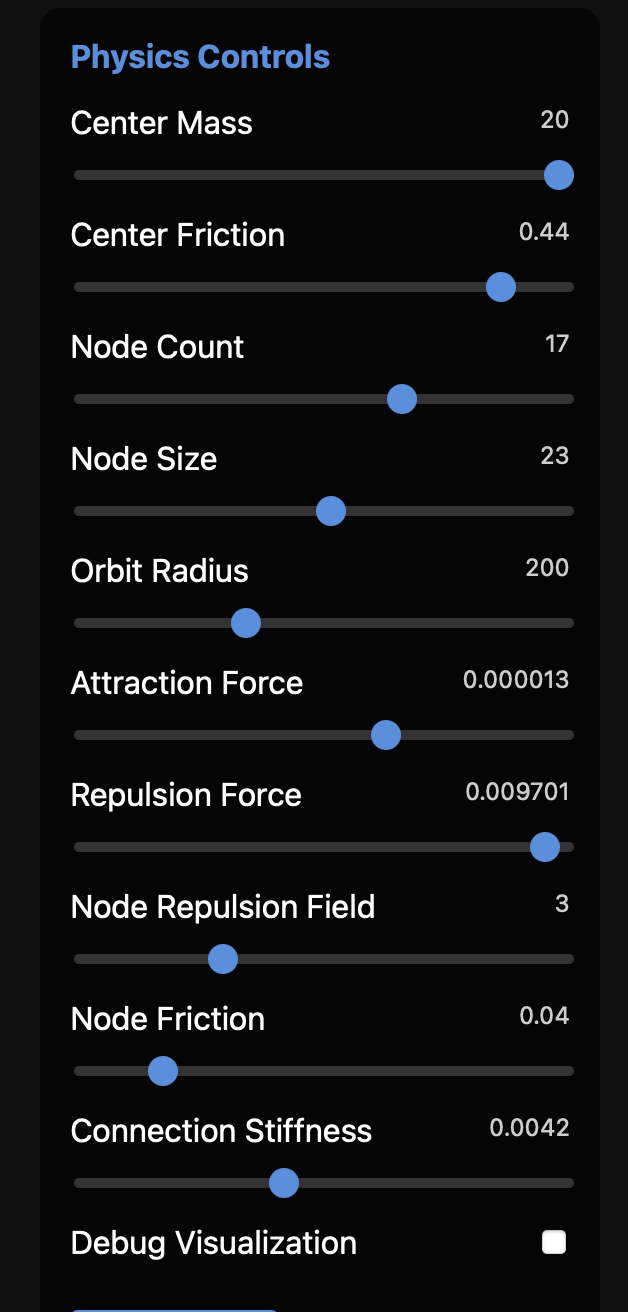 Physics Controls
Center Mass 20
Center Friction 0.44
Node Count 17
Node Size 23
Orbit Radius 200
Attraction Force 0.000013
Repulsion Force 0.009701
Node Repulsion Field 3
Node Friction 0.04
Connection Stiffness 0.0042
Debug Visualization